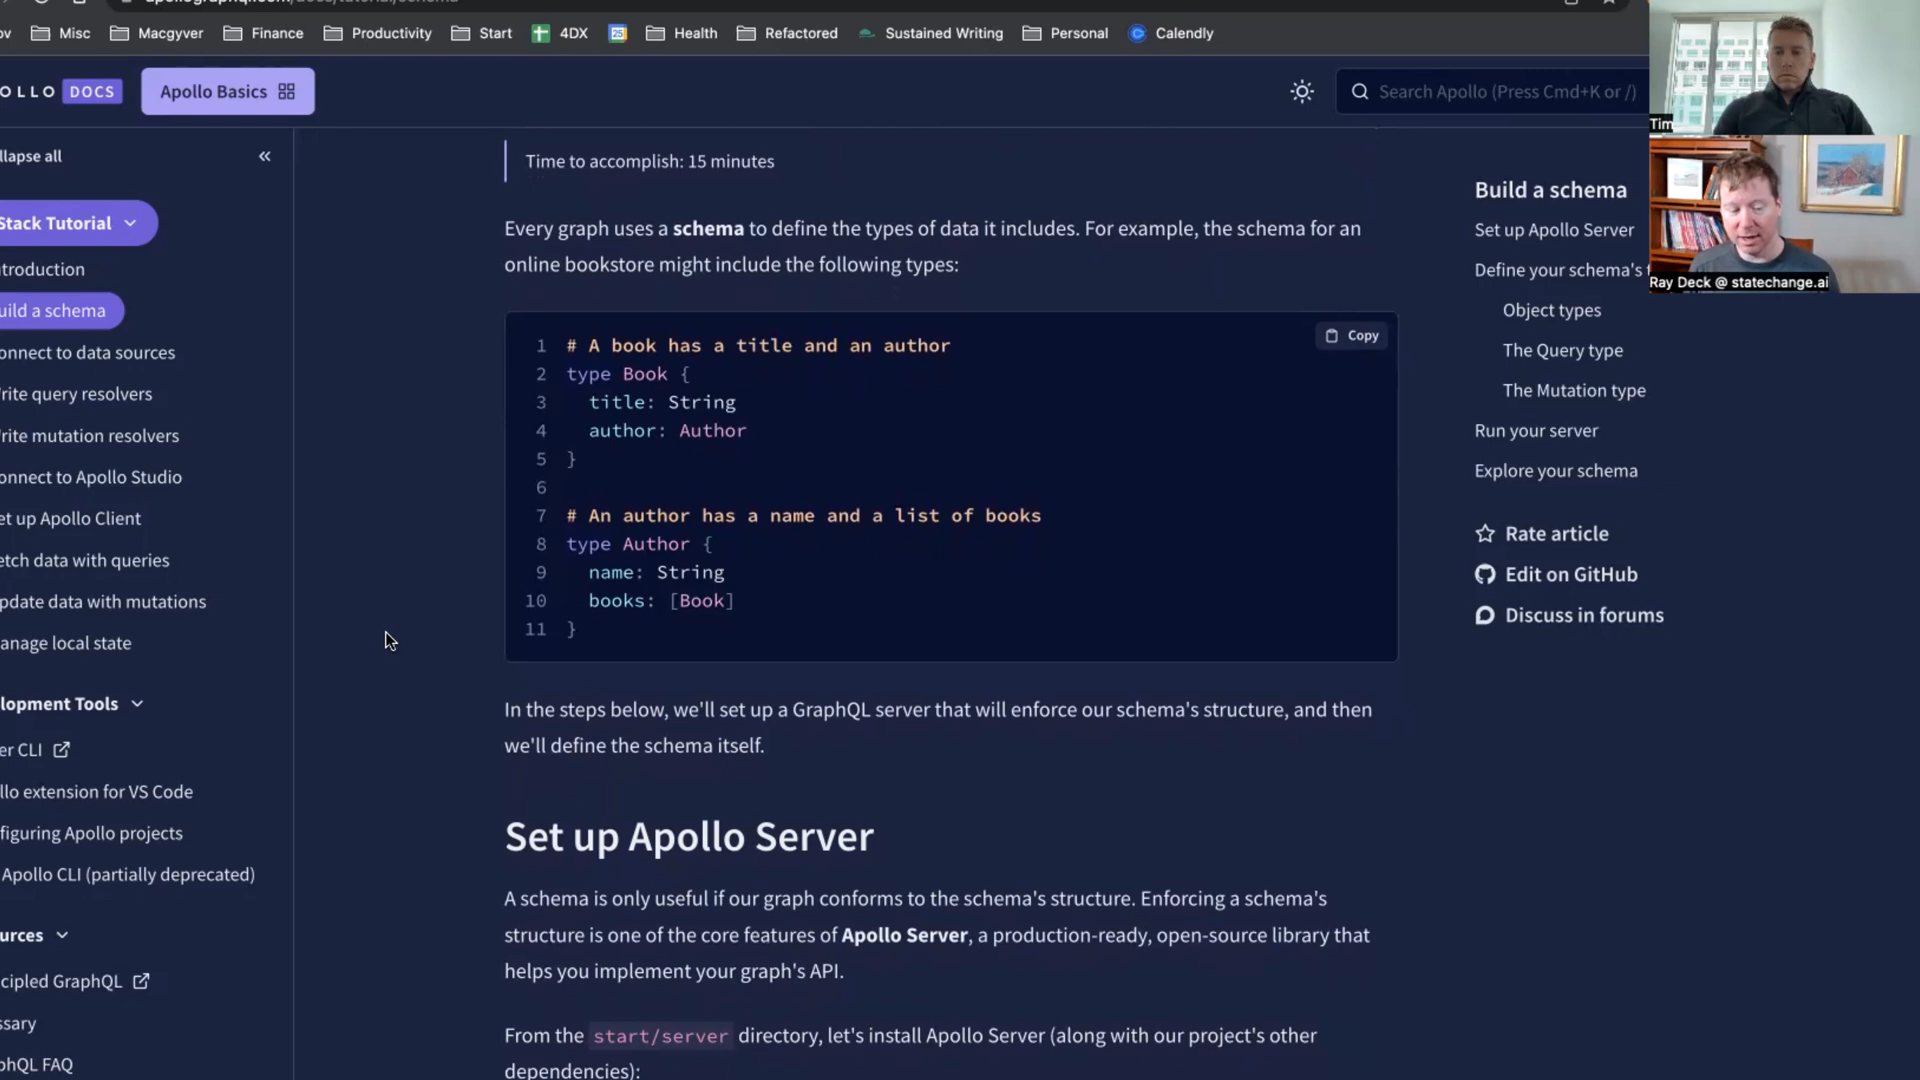 ov Misc Macgyver Finance Productivity Start 4DX 25 Health Refactored Sustained Writing Personal Calendly
OLLO DOCS Apollo Basics
Search Apollo (Press Cmd+K or /)
Tim
Ray Deck @ statechange.ai
llapse all
Stack Tutorial
ntroduction
uild a schema
onnect to data sources
rite query resolvers
rite mutation resolvers
onnect to Apollo Studio
et up Apollo Client
etch data with queries
pdate data with mutations
anage local state
lopment Tools
er CLI
llo extension for VS Code
figuring Apollo projects
Apollo CLI (partially deprecated)
urces
cipled GraphQL
ssary
phQL FAQ
Time to accomplish: 15 minutes
Every graph uses a schema to define the types of data it includes. For example, the schema for an
online bookstore might include the following types:
Copy
1 # A book has a title and an author
2 type Book {
3 title: String
4 author: Author
5 }
6
7 # An author has a name and a list of books
8 type Author {
9 name: String
10 books: [Book]
11 }
In the steps below, we'll set up a GraphQL server that will enforce our schema's structure, and then
we'll define the schema itself.
Set up Apollo Server
A schema is only useful if our graph conforms to the schema's structure. Enforcing a schema's
structure is one of the core features of Apollo Server, a production-ready, open-source library that
helps you implement your graph's API.
From the start/server directory, let's install Apollo Server (along with our project's other
dependencies):
Build a schema
Set up Apollo Server
Define your schema's t
Object types
The Query type
The Mutation type
Run your server
Explore your schema
Rate article
Edit on GitHub
Discuss in forums